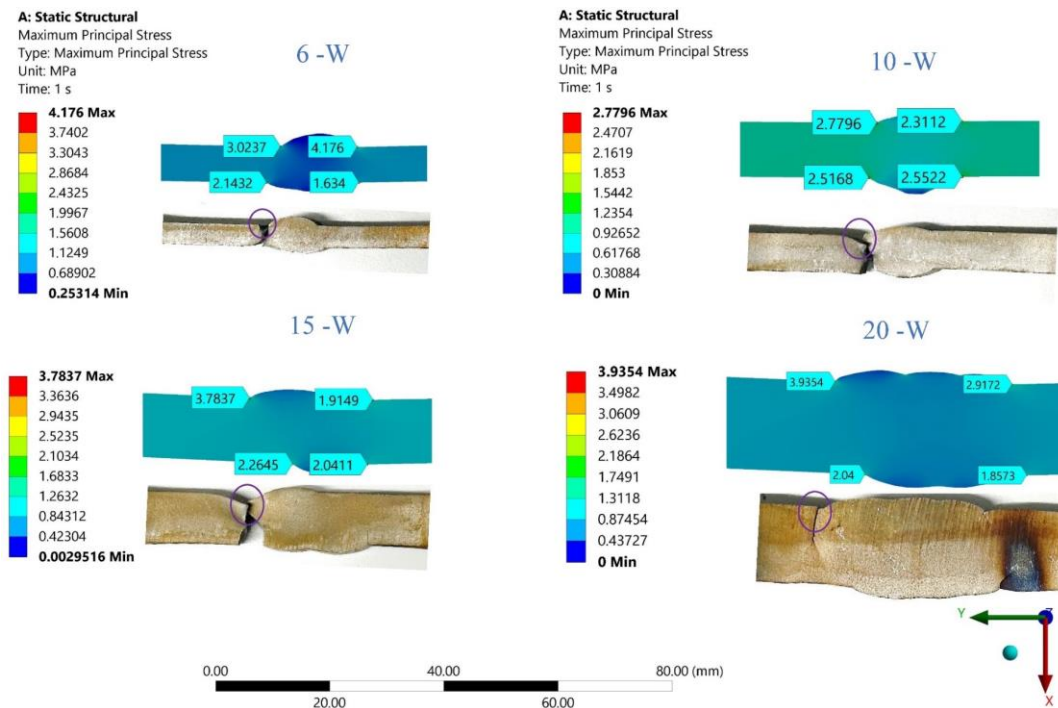 A: Static Structural
Maximum Principal Stress
Type: Maximum Principal Stress
Unit: MPa
Time: 1 s
6 -W
4.176 Max
3.7402
3.3043
2.8684
2.4325
1.9967
1.5608
1.1249
0.68902
0.25314 Min
3.0237
4.176
2.1432
1.634
A: Static Structural
Maximum Principal Stress
Type: Maximum Principal Stress
Unit: MPa
Time: 1 s
10 -W
2.7796 Max
2.4707
2.1619
1.853
1.5442
1.2354
0.92652
0.61768
0.30884
0 Min
2.7796
2.3112
2.5168
2.5522
15 -W
3.7837 Max
3.3636
2.9435
2.5235
2.1034
1.6833
1.2632
0.84312
0.42304
0.0029516 Min
3.7837
1.9149
2.2645
2.0411
20 -W
3.9354 Max
3.4982
3.0609
2.6236
2.1864
1.7491
1.3118
0.87454
0.43727
0 Min
3.9354
2.9172
2.04
1.8573
Y
Z
X
0.00
40.00
80.00 (mm)
20.00
60.00